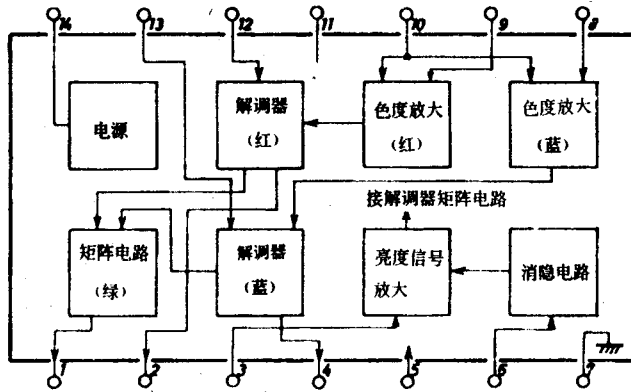 14 13 12 11 10 9 8
电源
解调器
（红）
色度放大
（红）
色度放大
（蓝）
接解调器矩阵电路
矩阵电路
（绿）
解调器
（蓝）
亮度信号
放大
消隐电路
1 2 3 4 5 6 7